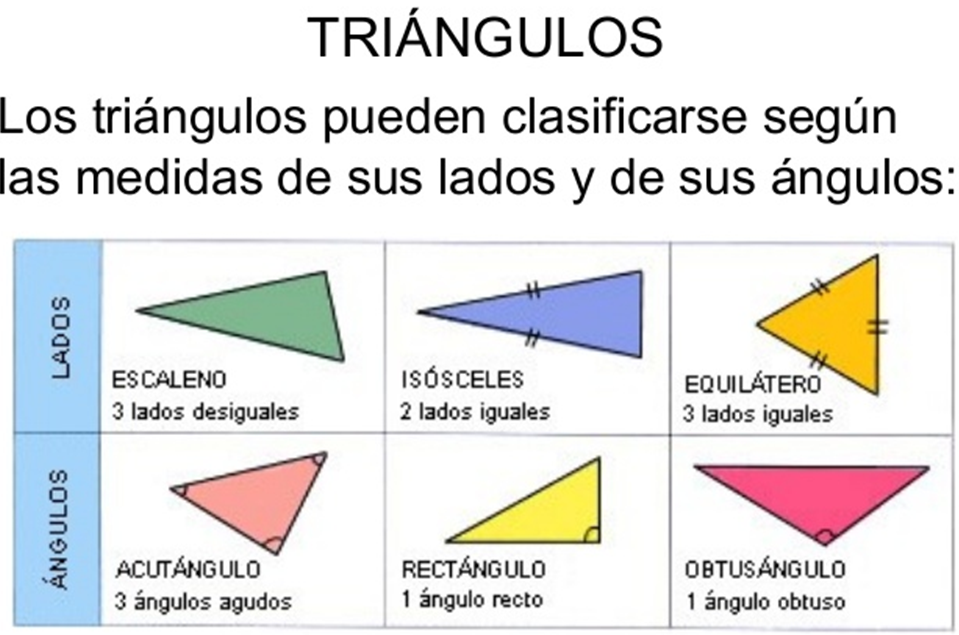 TRIÁNGULOS
Los triángulos pueden clasificarse según
las medidas de sus lados y de sus ángulos:
LADOS
ESCALENO
3 lados desiguales
ISÓSCELES
2 lados iguales
EQUILÁTERO
3 lados iguales
ÁNGULOS
ACUTÁNGULO
3 ángulos agudos
RECTÁNGULO
1 ángulo recto
OBTUSÁNGULO
1 ángulo obtuso